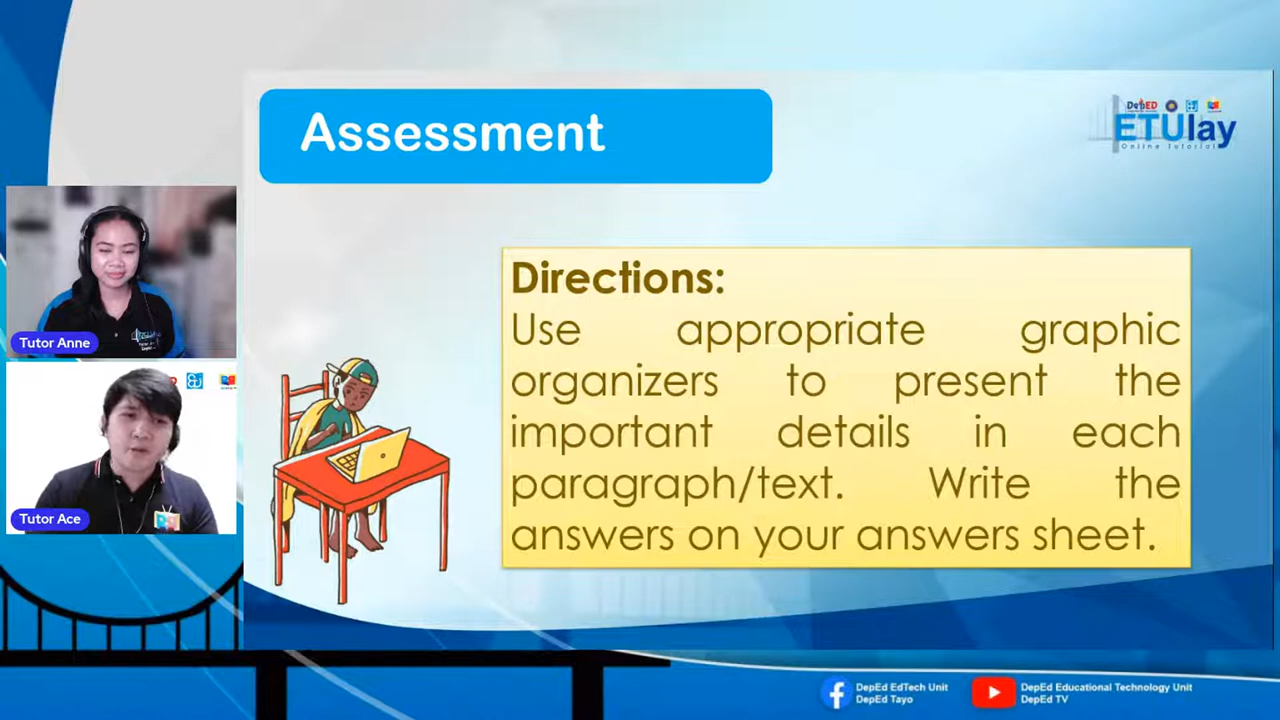 Assessment
DepED
ETUlay
Online Tutorial
Directions:
Use appropriate graphic
organizers to present the
important details in each
paragraph/text. Write the
answers on your answers sheet.
Tutor Anne
Tutor Ace
DepEd EdTech Unit
DepEd Tayo
DepEd Educational Technology Unit
DepEd TV